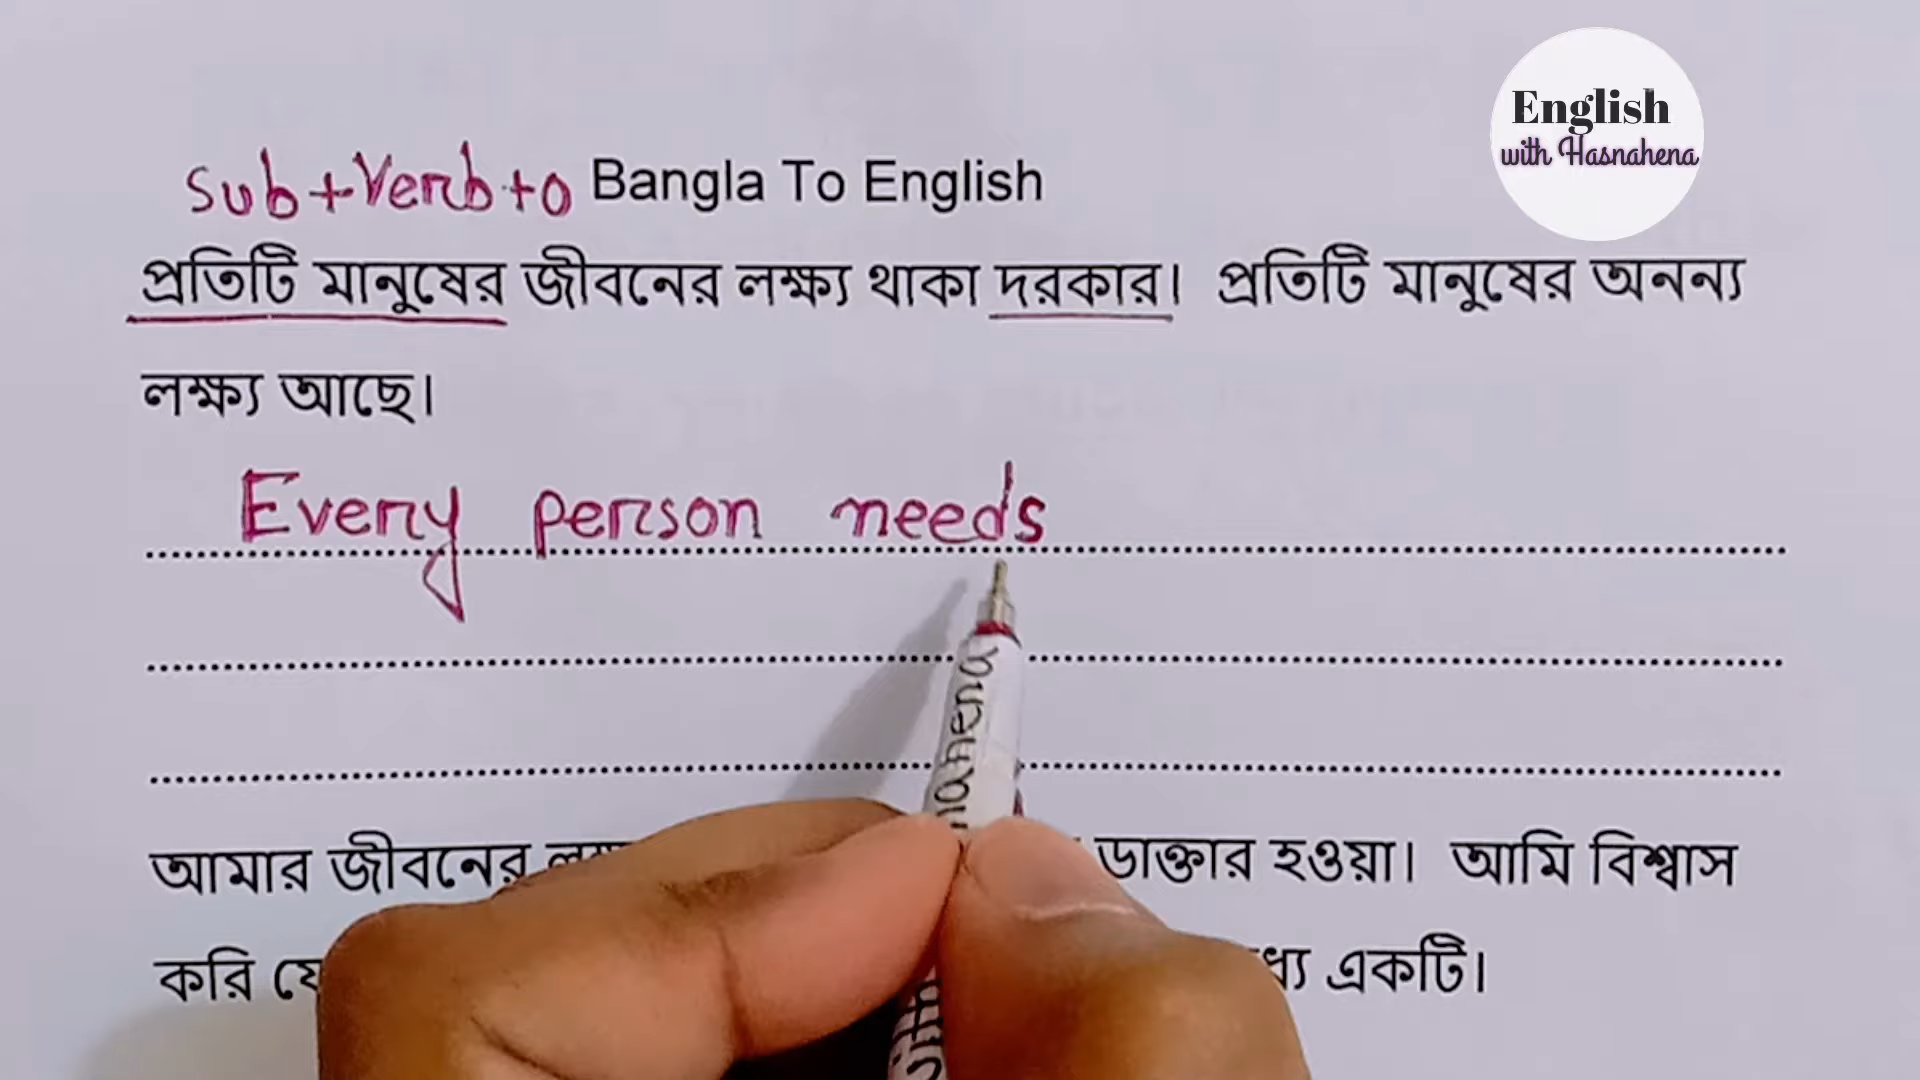 English
with Hasnahena
Sub+Verb+o Bangla To English
প্রতিটি মানুষের জীবনের লক্ষ্য থাকা দরকার। প্রতিটি মানুষের অনন্য
লক্ষ্য আছে।
Every person needs
nahena
আমার জীবনের ডাক্তার হওয়া। আমি বিশ্বাস
করি একটি।